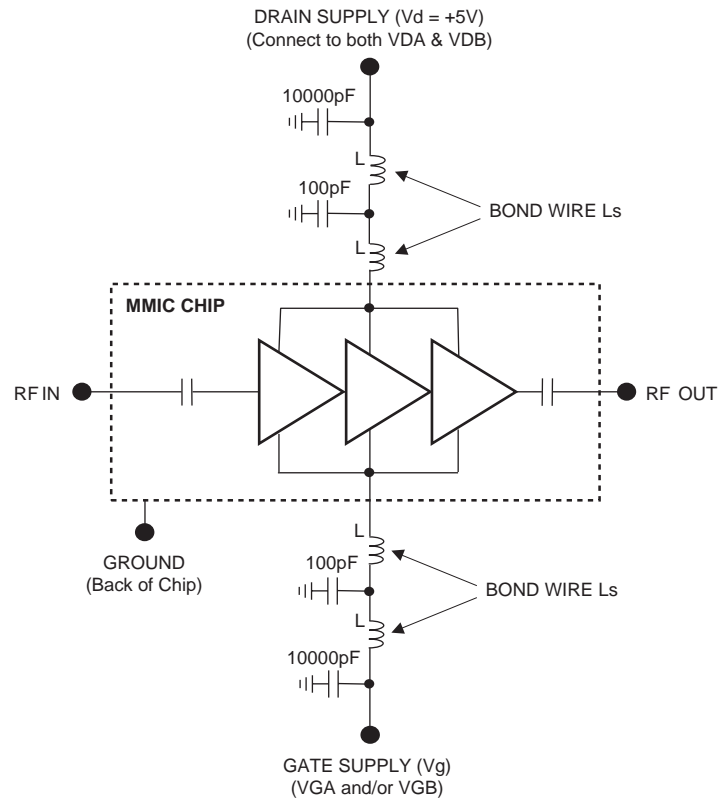 DRAIN SUPPLY (Vd = +5V)
(Connect to both VDA & VDB)
10000pF
L
100pF
BOND WIRE Ls
L
MMIC CHIP
RF IN
RF OUT
GROUND
(Back of Chip)
L
100pF
BOND WIRE Ls
L
10000pF
GATE SUPPLY (Vg)
(VGA and/or VGB)